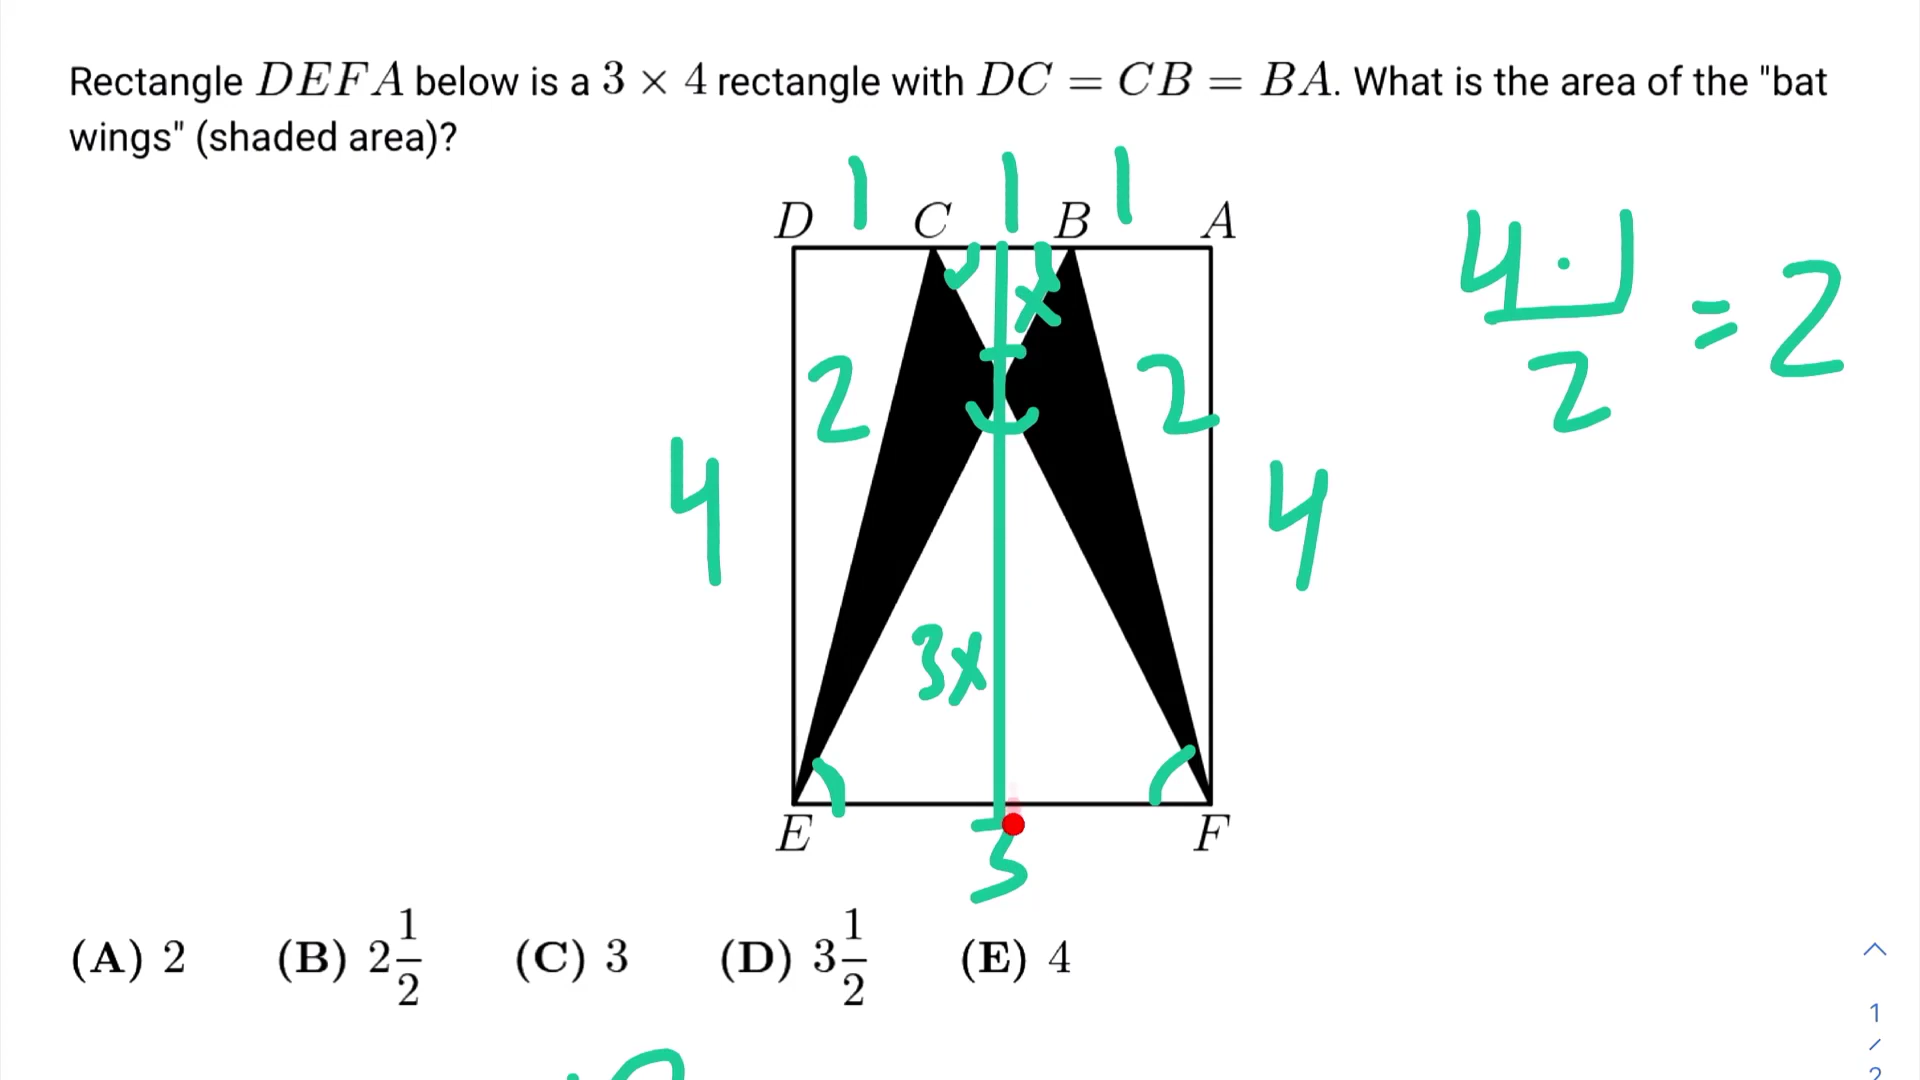 Rectangle DEFA below is a 3 × 4 rectangle with DC = CB = BA. What is the area of the "bat
wings" (shaded area)?
1 1 1
D C B A
x
4 · 1
2
= 2
2 2
4 4
3x
E F
3
(A) 2 (B) 2 1/2 (C) 3 (D) 3 1/2 (E) 4
1
/
2